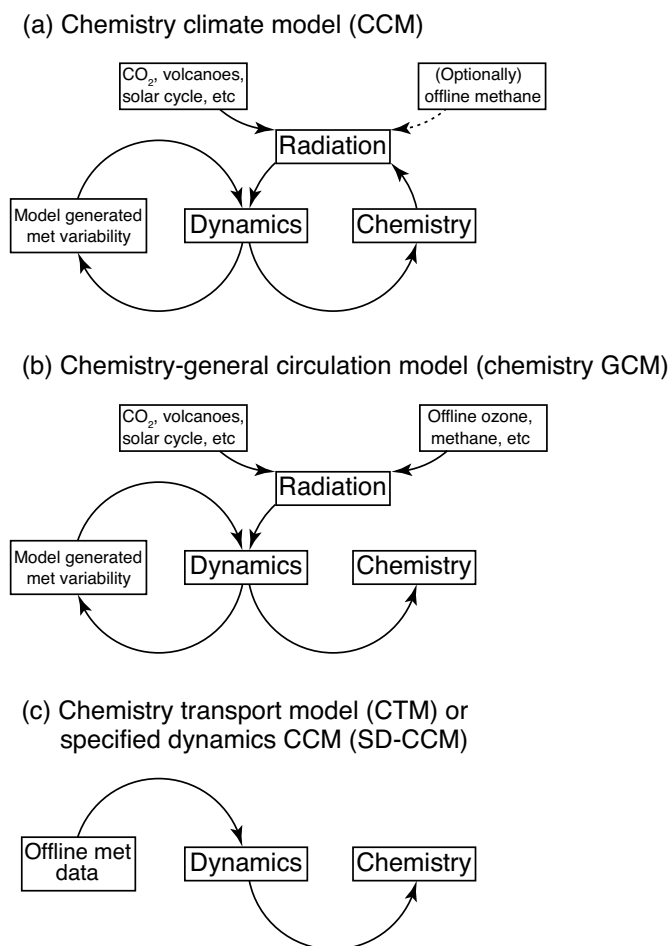 (a) Chemistry climate model (CCM)
CO₂, volcanoes,
solar cycle, etc
(Optionally)
offline methane
Radiation
Model generated
met variability
Dynamics
Chemistry
(b) Chemistry-general circulation model (chemistry GCM)
CO₂, volcanoes,
solar cycle, etc
Offline ozone,
methane, etc
Radiation
Model generated
met variability
Dynamics
Chemistry
(c) Chemistry transport model (CTM) or
specified dynamics CCM (SD-CCM)
Offline met
data
Dynamics
Chemistry